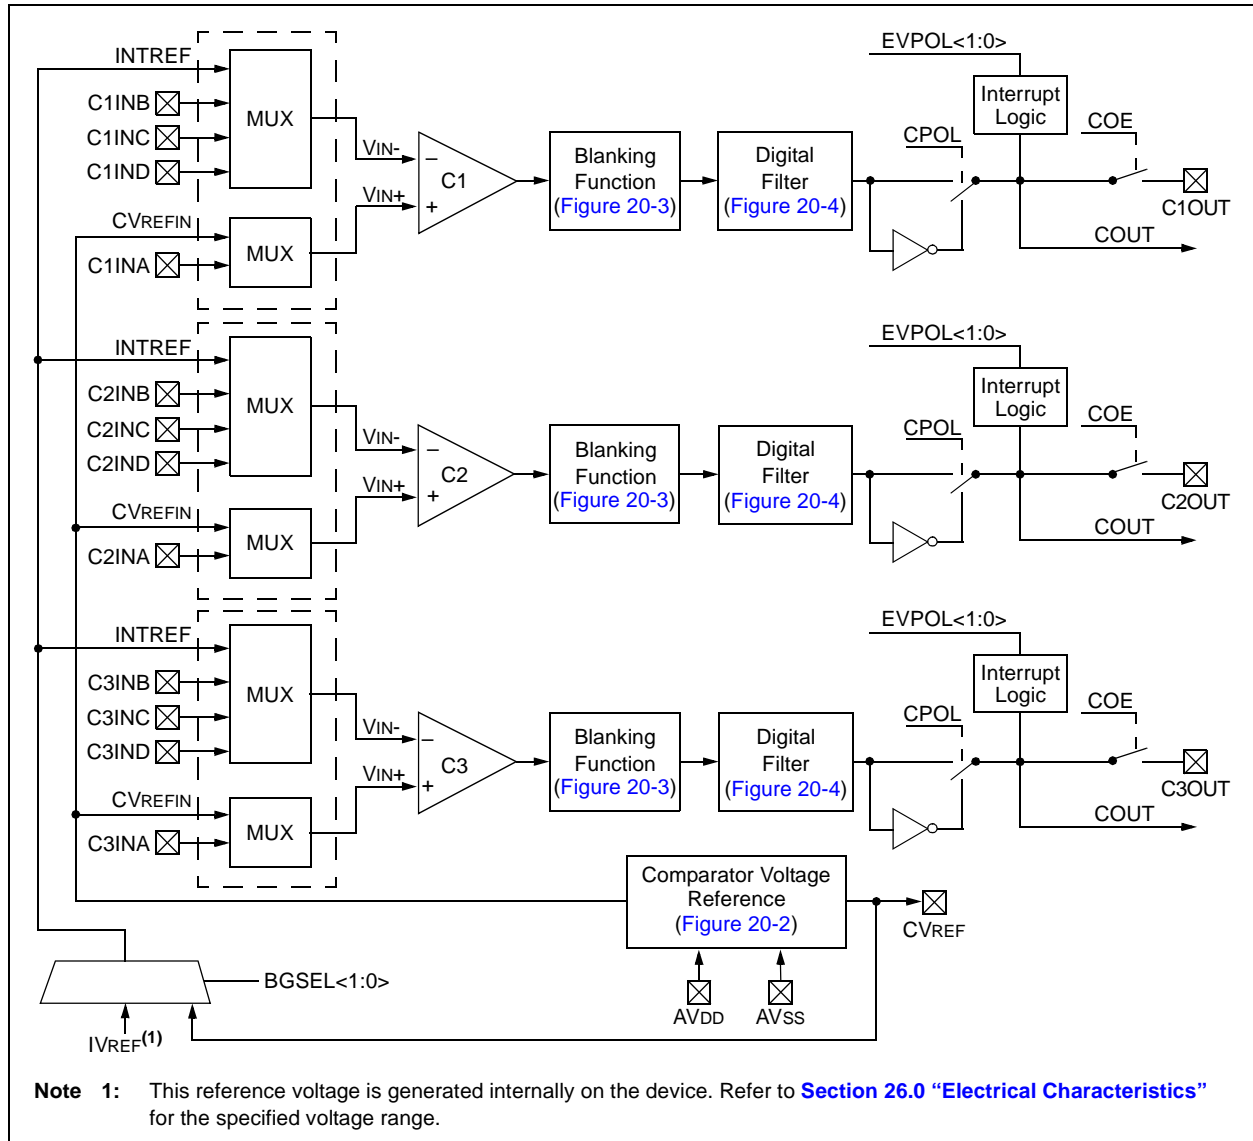 INTREF
C1INB
C1INC
C1IND
MUX
CVREFIN
C1INA
MUX
VIN-
VIN+
–
C1
+
Blanking
Function
(Figure 20-3)
Digital
Filter
(Figure 20-4)
EVPOL<1:0>
Interrupt
Logic
CPOL
COE
C1OUT
COUT
INTREF
C2INB
C2INC
C2IND
MUX
CVREFIN
C2INA
MUX
VIN-
VIN+
–
C2
+
Blanking
Function
(Figure 20-3)
Digital
Filter
(Figure 20-4)
EVPOL<1:0>
Interrupt
Logic
CPOL
COE
C2OUT
COUT
INTREF
C3INB
C3INC
C3IND
MUX
CVREFIN
C3INA
MUX
VIN-
VIN+
–
C3
+
Blanking
Function
(Figure 20-3)
Digital
Filter
(Figure 20-4)
EVPOL<1:0>
Interrupt
Logic
CPOL
COE
C3OUT
COUT
Comparator Voltage
Reference
(Figure 20-2)
CVREF
AVDD
AVSS
BGSEL<1:0>
IVREF(1)
Note 1: This reference voltage is generated internally on the device. Refer to Section 26.0 “Electrical Characteristics”
for the specified voltage range.